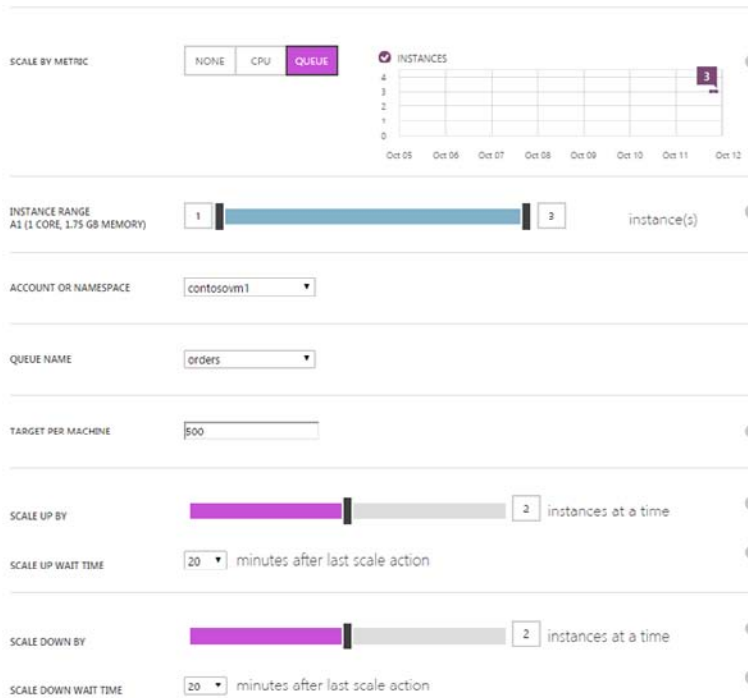 SCALE BY METRIC
NONE CPU QUEUE
INSTANCES
4
3
2
1
0
3
Oct 05 Oct 06 Oct 07 Oct 08 Oct 09 Oct 10 Oct 11 Oct 12
INSTANCE RANGE
A1 (1 CORE, 1.75 GB MEMORY)
1 3 instance(s)
ACCOUNT OR NAMESPACE contosovm1
QUEUE NAME orders
TARGET PER MACHINE 500
SCALE UP BY 2 instances at a time
SCALE UP WAIT TIME 20 minutes after last scale action
SCALE DOWN BY 2 instances at a time
SCALE DOWN WAIT TIME 20 minutes after last scale action